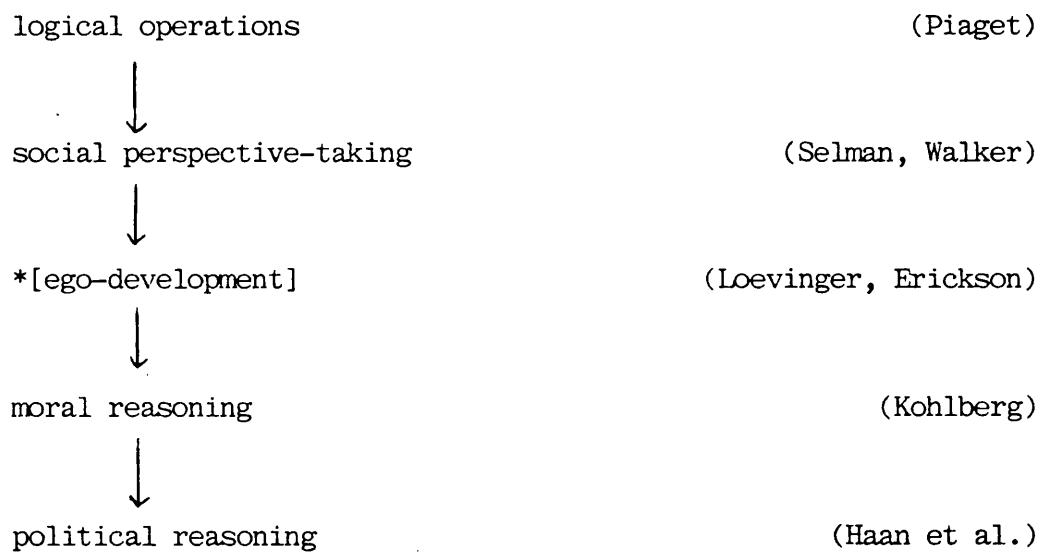 logical operations (Piaget)
social perspective-taking (Selman, Walker)
*[ego-development] (Loevinger, Erickson)
moral reasoning (Kohlberg)
political reasoning (Haan et al.)